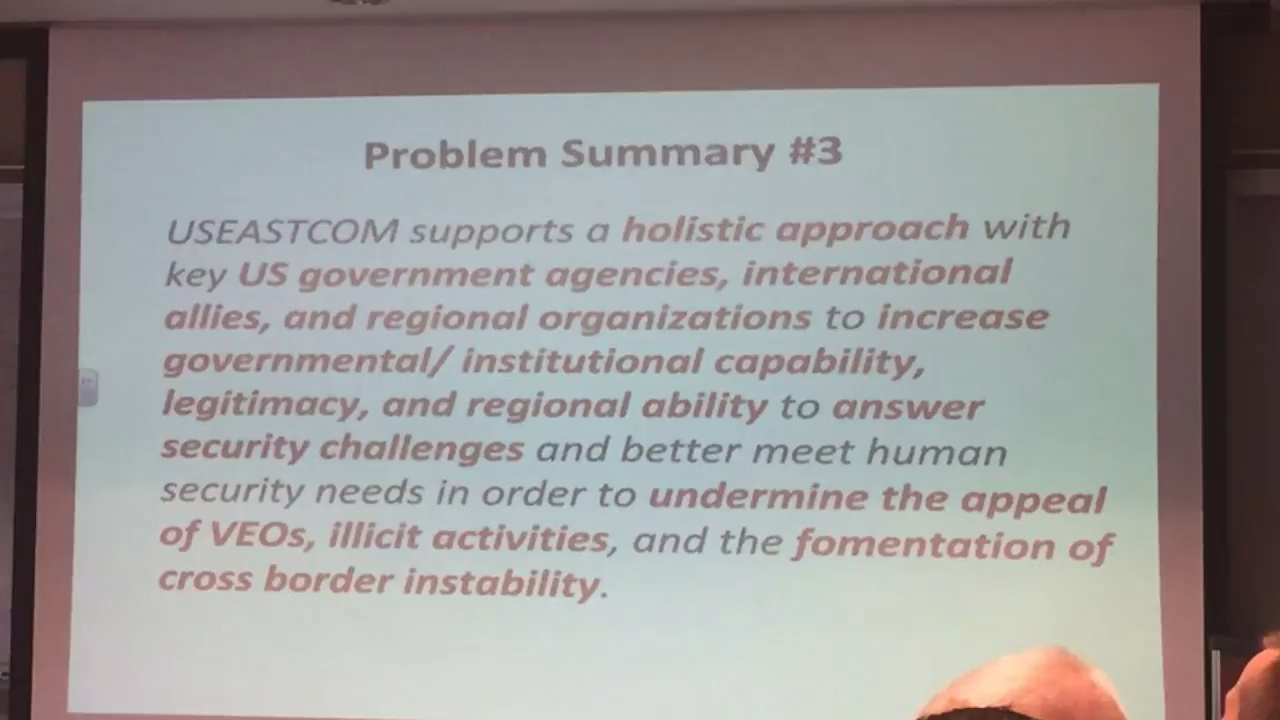 Problem Summary #3
USEASTCOM supports a holistic approach with
key US government agencies, international
allies, and regional organizations to increase
governmental/ institutional capability,
legitimacy, and regional ability to answer
security challenges and better meet human
security needs in order to undermine the appeal
of VEOs, illicit activities, and the fomentation of
cross border instability.